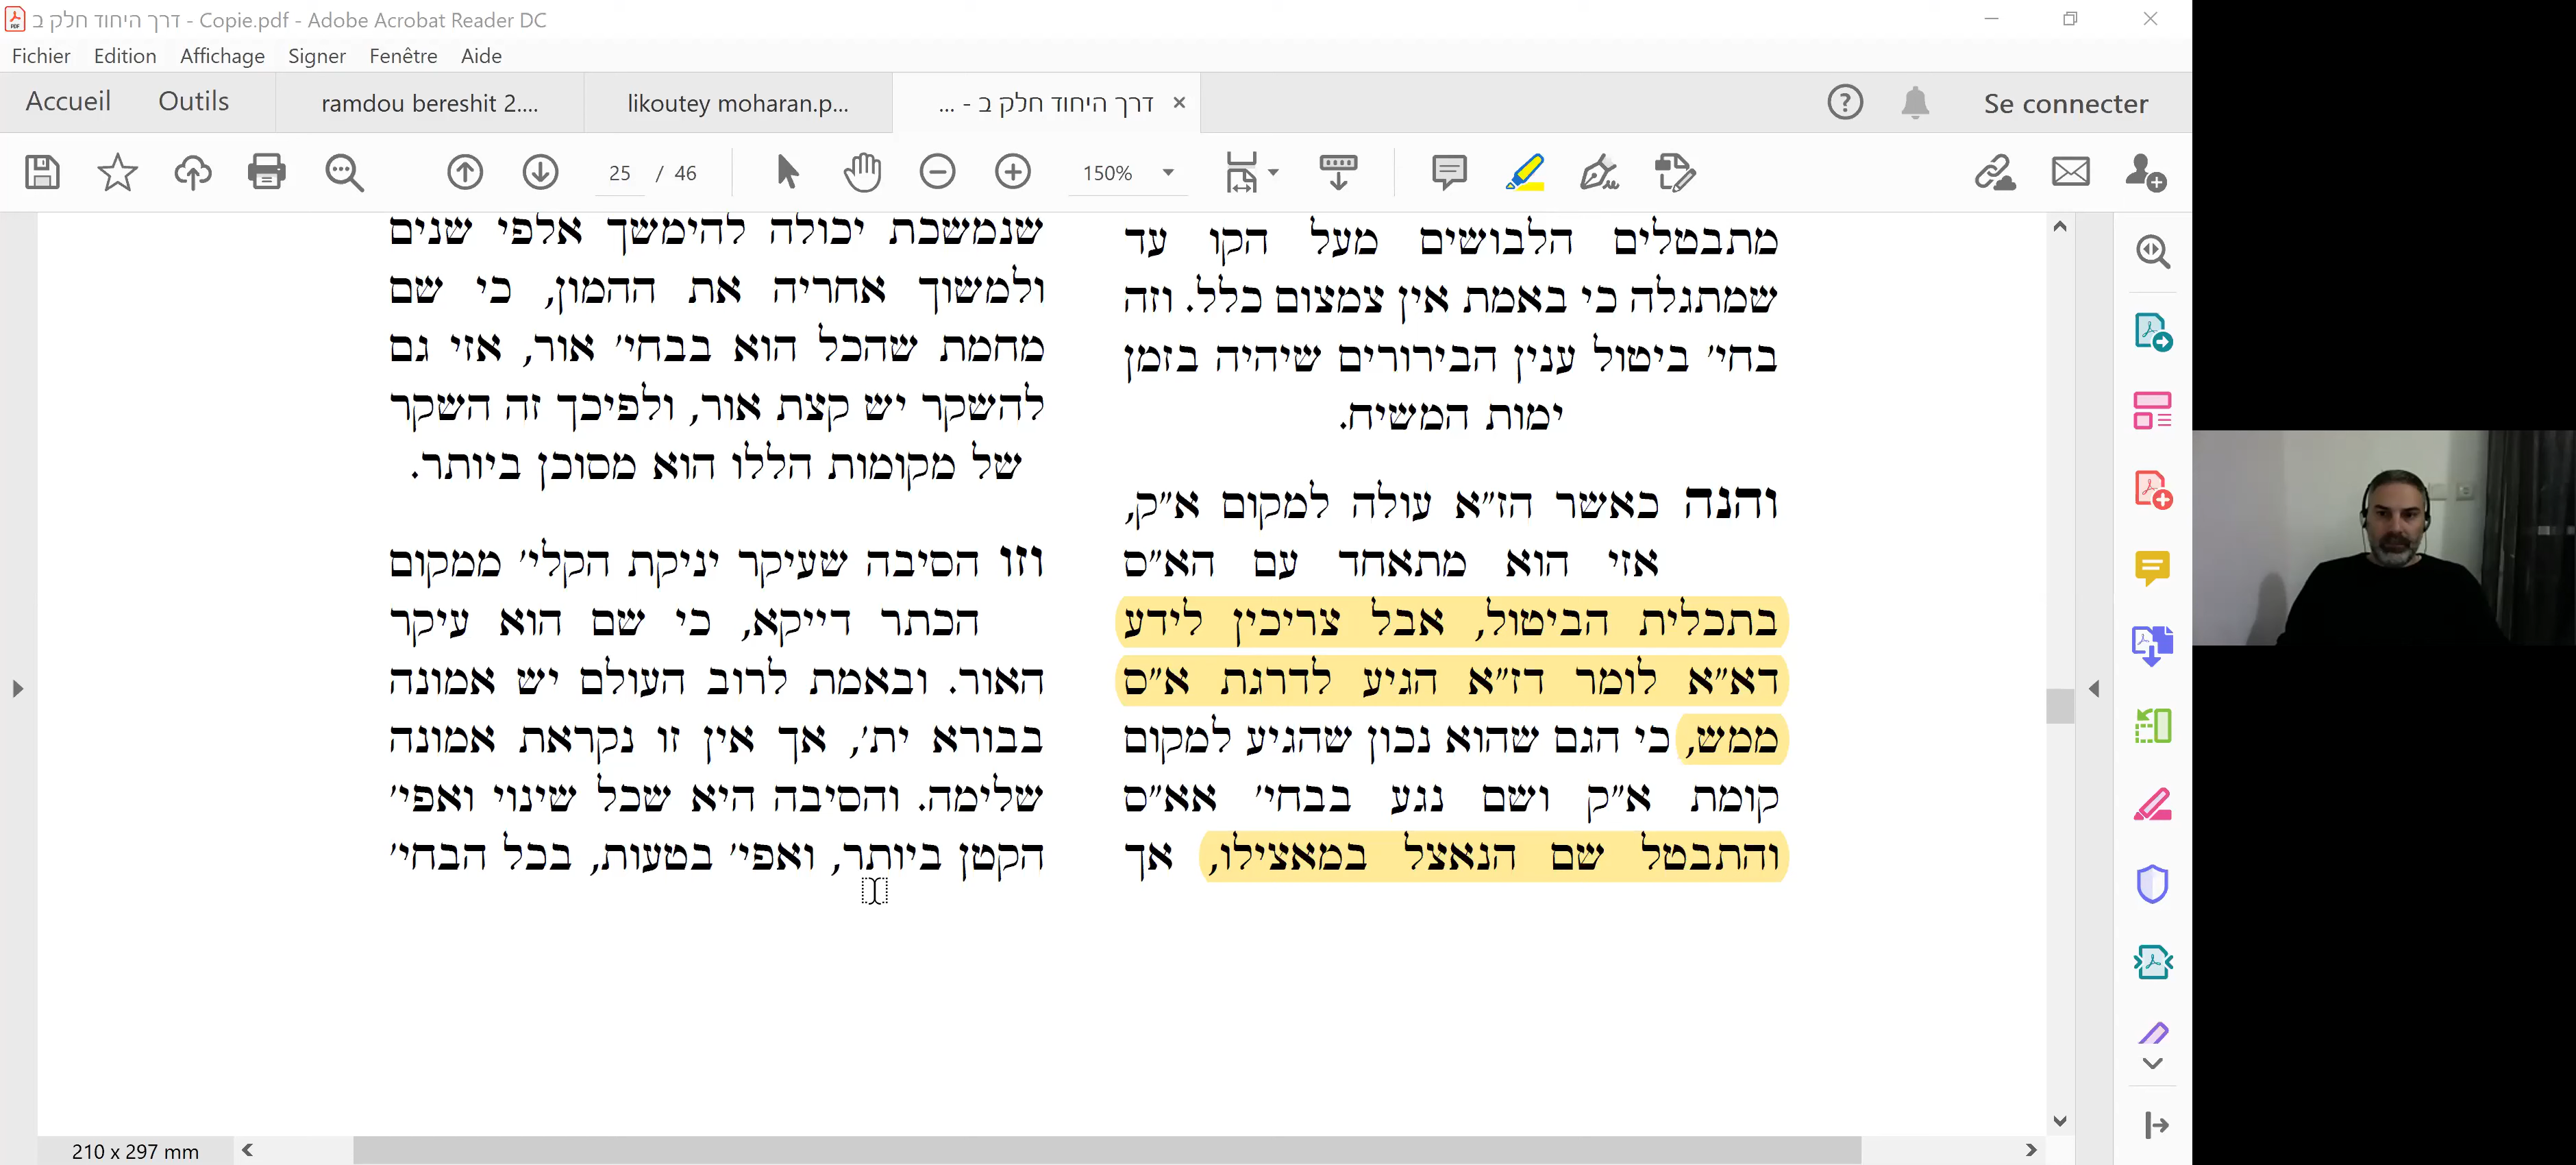 דרך היחוד חלק ב - Copie.pdf - Adobe Acrobat Reader DC
Fichier Edition Affichage Signer Fenêtre Aide
Accueil Outils ramdou bereshit 2.... likoutey moharan.p... דרך היחוד חלק ב - ... Se connecter
25 / 46 150%
מתבטלים הלבושים מעל הקו עד
שמתגלה כי באמת אין צמצום כלל. וזה
בחי׳ ביטול ענין הבירורים שיהיה בזמן
ימות המשיח.
והנה כאשר הז״א עולה למקום א״ק,
אזי הוא מתאחד עם הא״ס
בתכלית הביטול, אבל צריכין לידע
דא״א לומר דז״א הגיע לדרגת א״ס
ממש, כי הגם שהוא נכון שהגיע למקום
קומת א״ק ושם נגע בבחי׳ אא״ס
והתבטל שם הנאצל במאצילו, אך
שנמשכת יכולה להימשך אלפי שנים
ולמשוך אחריה את ההמון, כי שם
מחמת שהכל הוא בבחי׳ אור, אזי גם
להשקר יש קצת אור, ולפיכך זה השקר
של מקומות הללו הוא מסוכן ביותר.
וזו הסיבה שעיקר יניקת הקלי׳ ממקום
הכתר דייקא, כי שם הוא עיקר
האור. ובאמת לרוב העולם יש אמונה
בבורא ית׳, אך אין זו נקראת אמונה
שלימה. והסיבה היא שכל שינוי ואפי׳
הקטן ביותר, ואפי׳ בטעות, בכל הבחי׳
210 x 297 mm